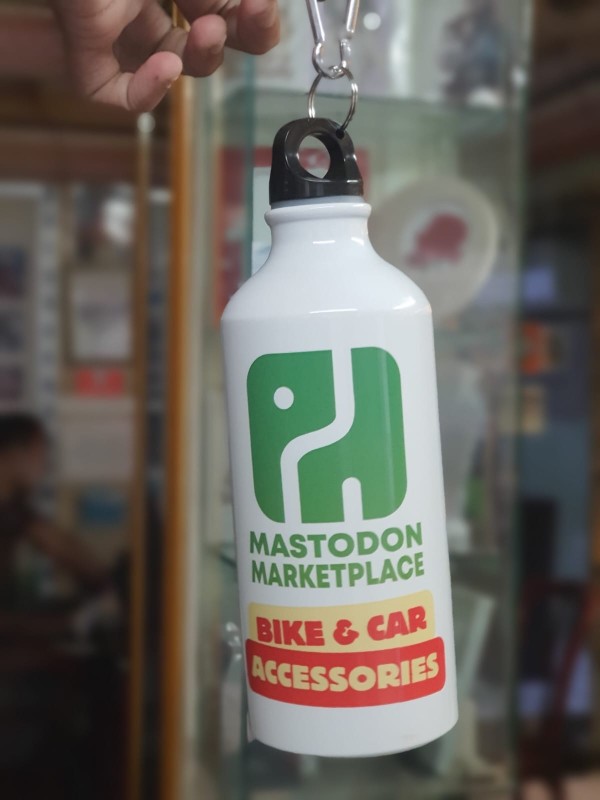 MASTODON
MARKETPLACE
BIKE & CAR
ACCESSORIES